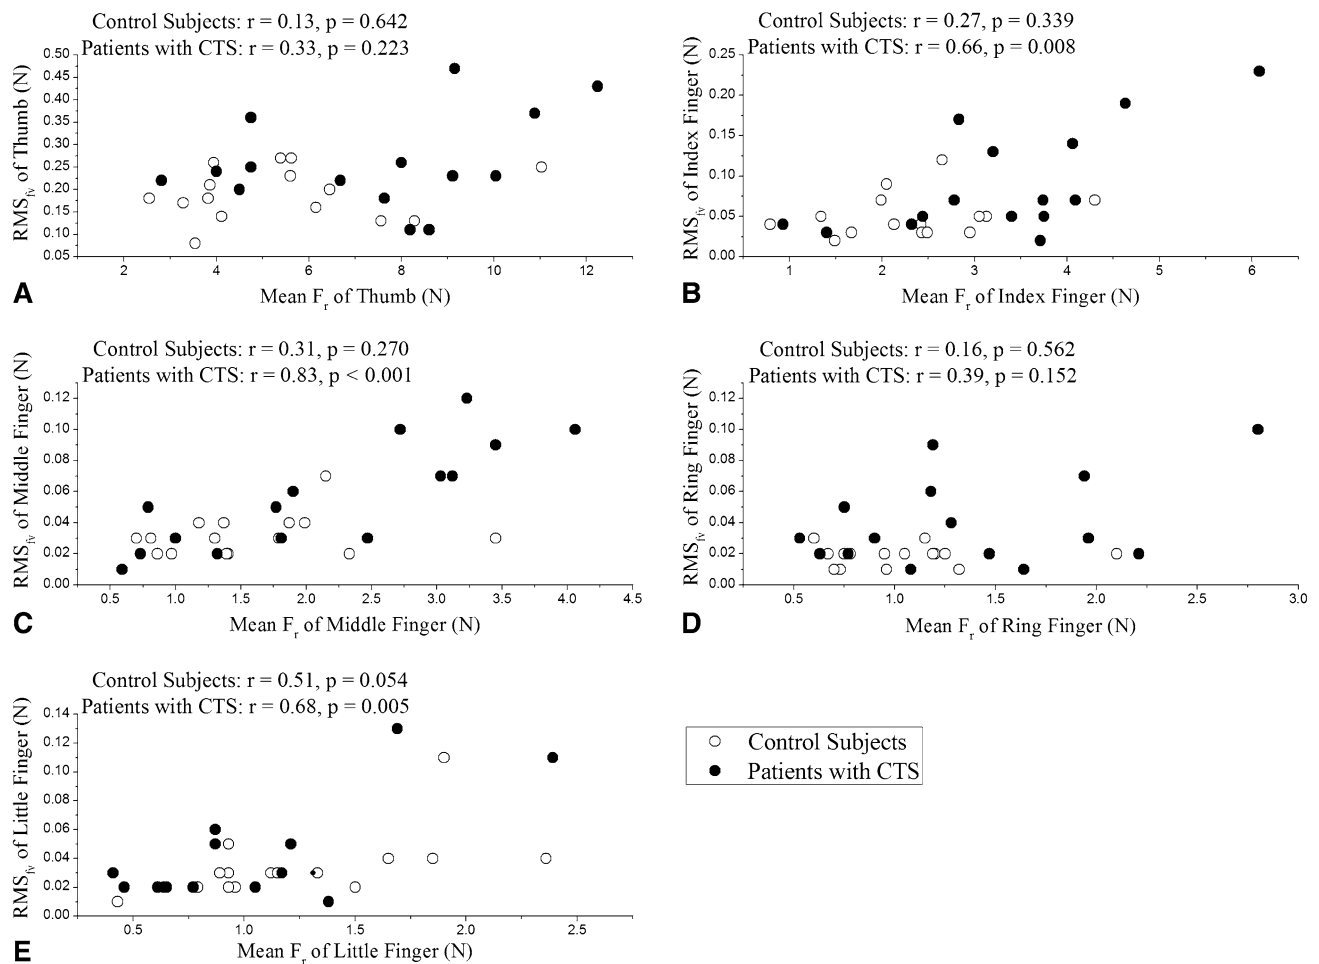 Control Subjects: r = 0.13, p = 0.642
Patients with CTS: r = 0.33, p = 0.223
RMSfv of Thumb (N)
0.50
0.45
0.40
0.35
0.30
0.25
0.20
0.15
0.10
0.05
2 4 6 8 10 12
Mean Fr of Thumb (N)
A
Control Subjects: r = 0.27, p = 0.339
Patients with CTS: r = 0.66, p = 0.008
RMSfv of Index Finger (N)
0.25
0.20
0.15
0.10
0.05
0.00
1 2 3 4 5 6
Mean Fr of Index Finger (N)
B
Control Subjects: r = 0.31, p = 0.270
Patients with CTS: r = 0.83, p < 0.001
RMSfv of Middle Finger (N)
0.12
0.10
0.08
0.06
0.04
0.02
0.00
0.5 1.0 1.5 2.0 2.5 3.0 3.5 4.0 4.5
Mean Fr of Middle Finger (N)
C
Control Subjects: r = 0.16, p = 0.562
Patients with CTS: r = 0.39, p = 0.152
RMSfv of Ring Finger (N)
0.12
0.10
0.08
0.06
0.04
0.02
0.00
0.5 1.0 1.5 2.0 2.5 3.0
Mean Fr of Ring Finger (N)
D
Control Subjects: r = 0.51, p = 0.054
Patients with CTS: r = 0.68, p = 0.005
RMSfv of Little Finger (N)
0.14
0.12
0.10
0.08
0.06
0.04
0.02
0.00
0.5 1.0 1.5 2.0 2.5
Mean Fr of Little Finger (N)
E
Control Subjects
Patients with CTS